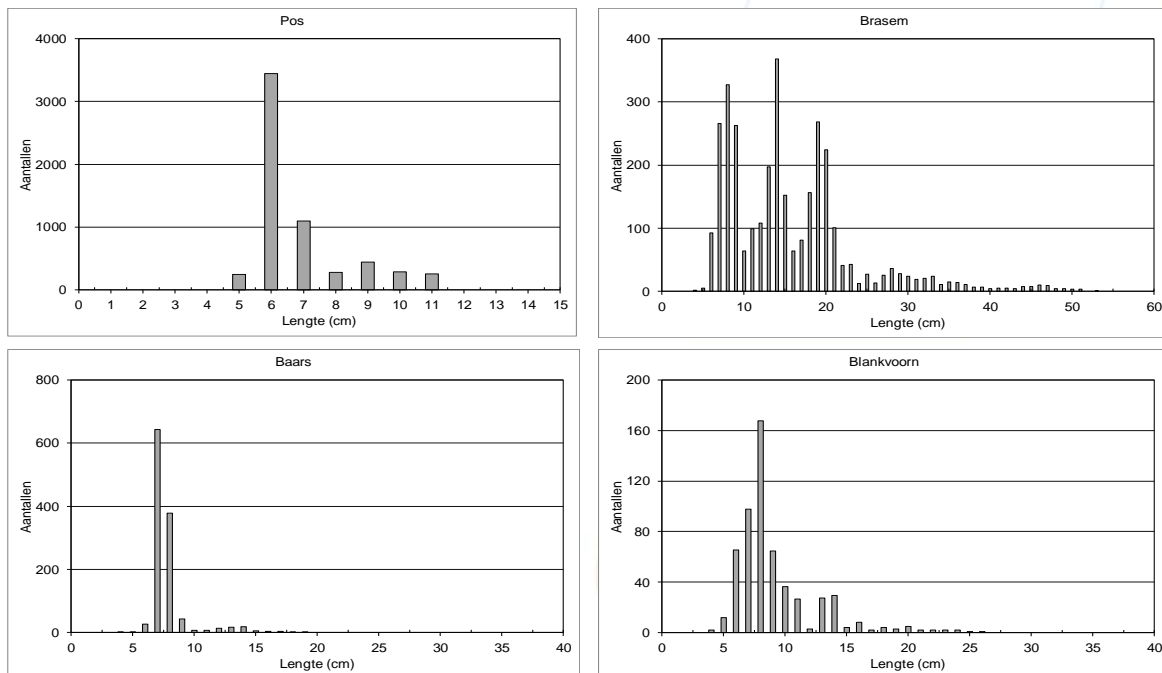 Pos
4000
3000
2000
1000
0
Aantallen
0 1 2 3 4 5 6 7 8 9 10 11 12 13 14 15
Lengte (cm)
Brasem
400
300
200
100
0
Aantallen
0 10 20 30 40 50 60
Lengte (cm)
Baars
800
600
400
200
0
Aantallen
0 5 10 15 20 25 30 35 40
Lengte (cm)
Blankvoorn
200
160
120
80
40
0
Aantallen
0 5 10 15 20 25 30 35 40
Lengte (cm)